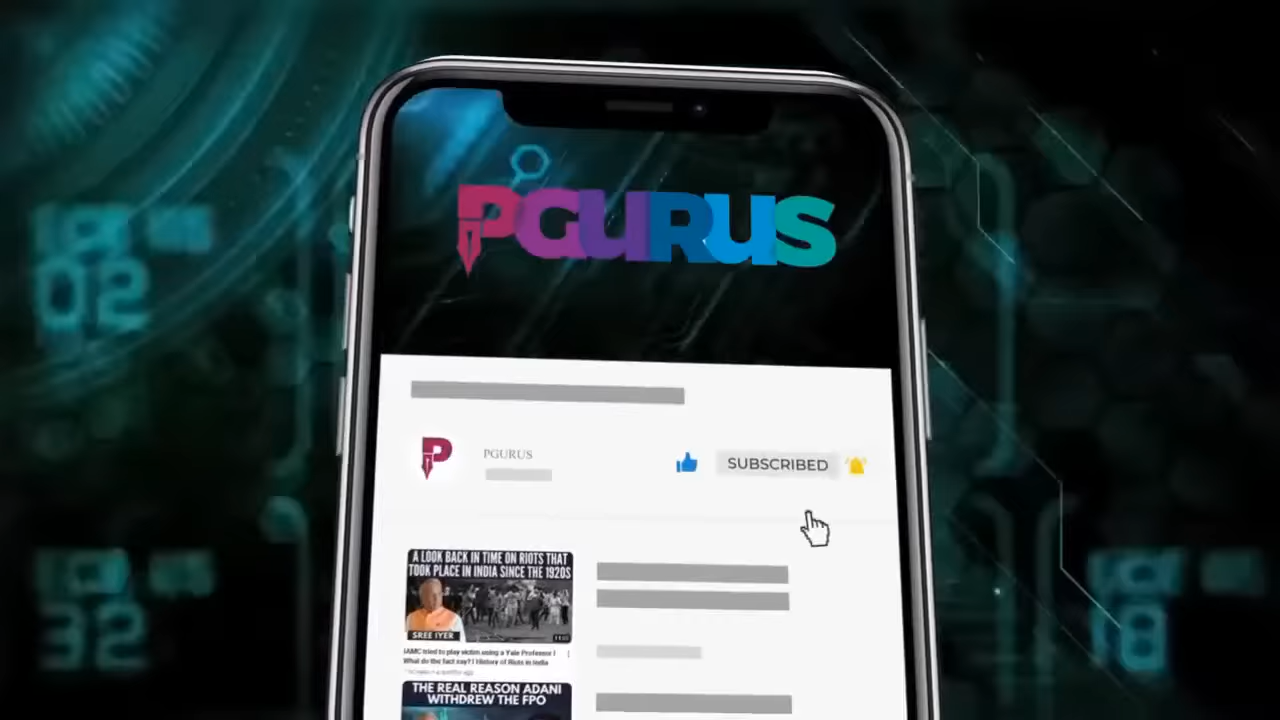 PGURUS
PGURUS
SUBSCRIBED
A LOOK BACK IN TIME ON RIOTS THAT
TOOK PLACE IN INDIA SINCE THE 1920S
SREE IYER
IAMC tried to play victim using a Yale Professor I
What do the fact say? I History of Riots in India
THE REAL REASON ADANI
WITHDREW THE FPO
02
32